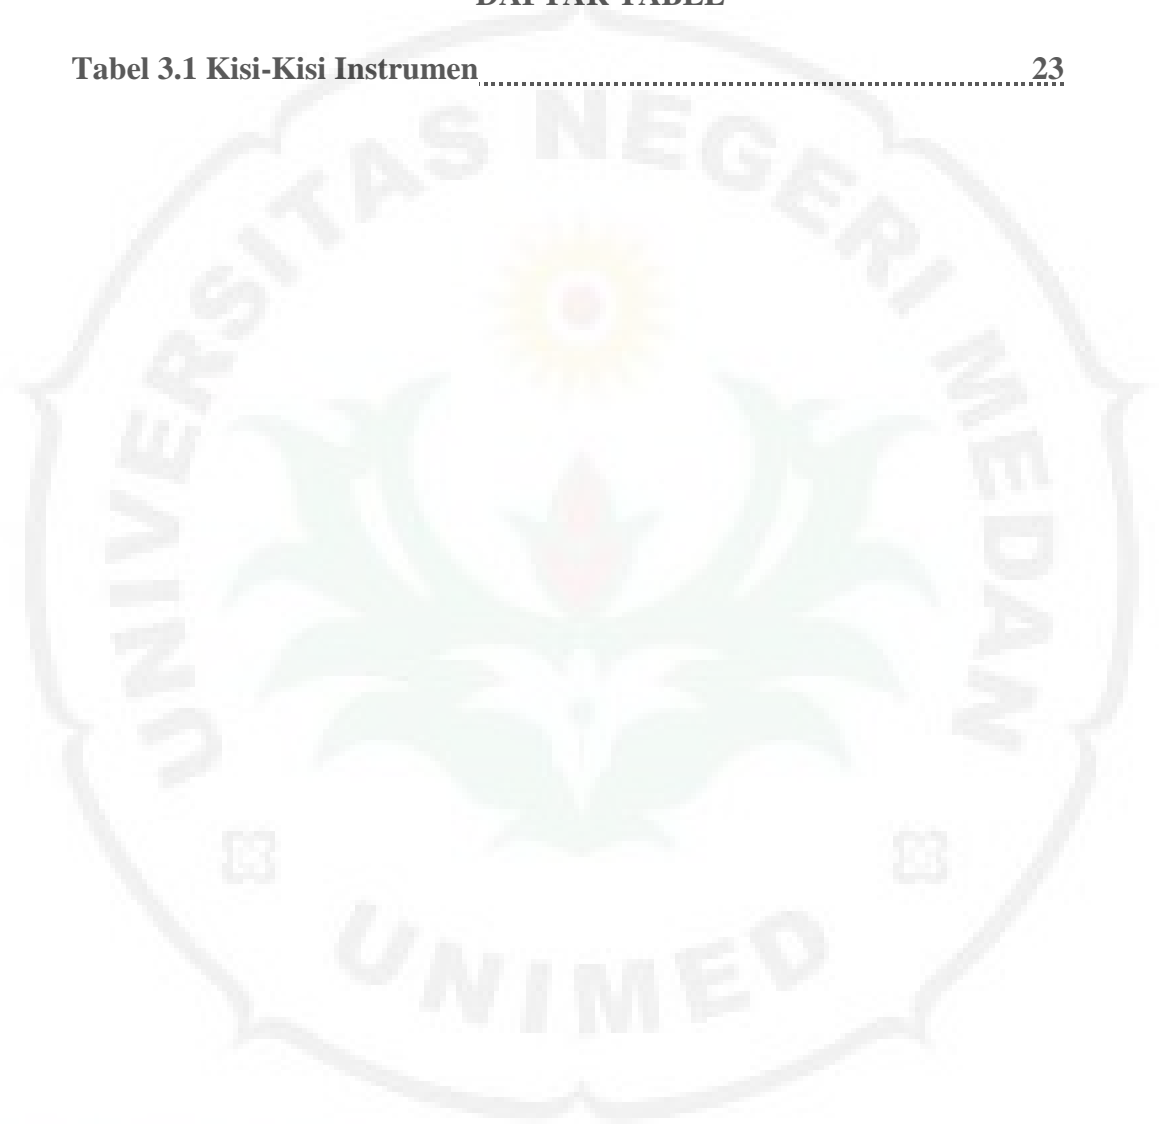 DAFTAR TABEL
Tabel 3.1 Kisi-Kisi Instrumen 23
UNIVERSITAS NEGERI MEDAN
UNIMED